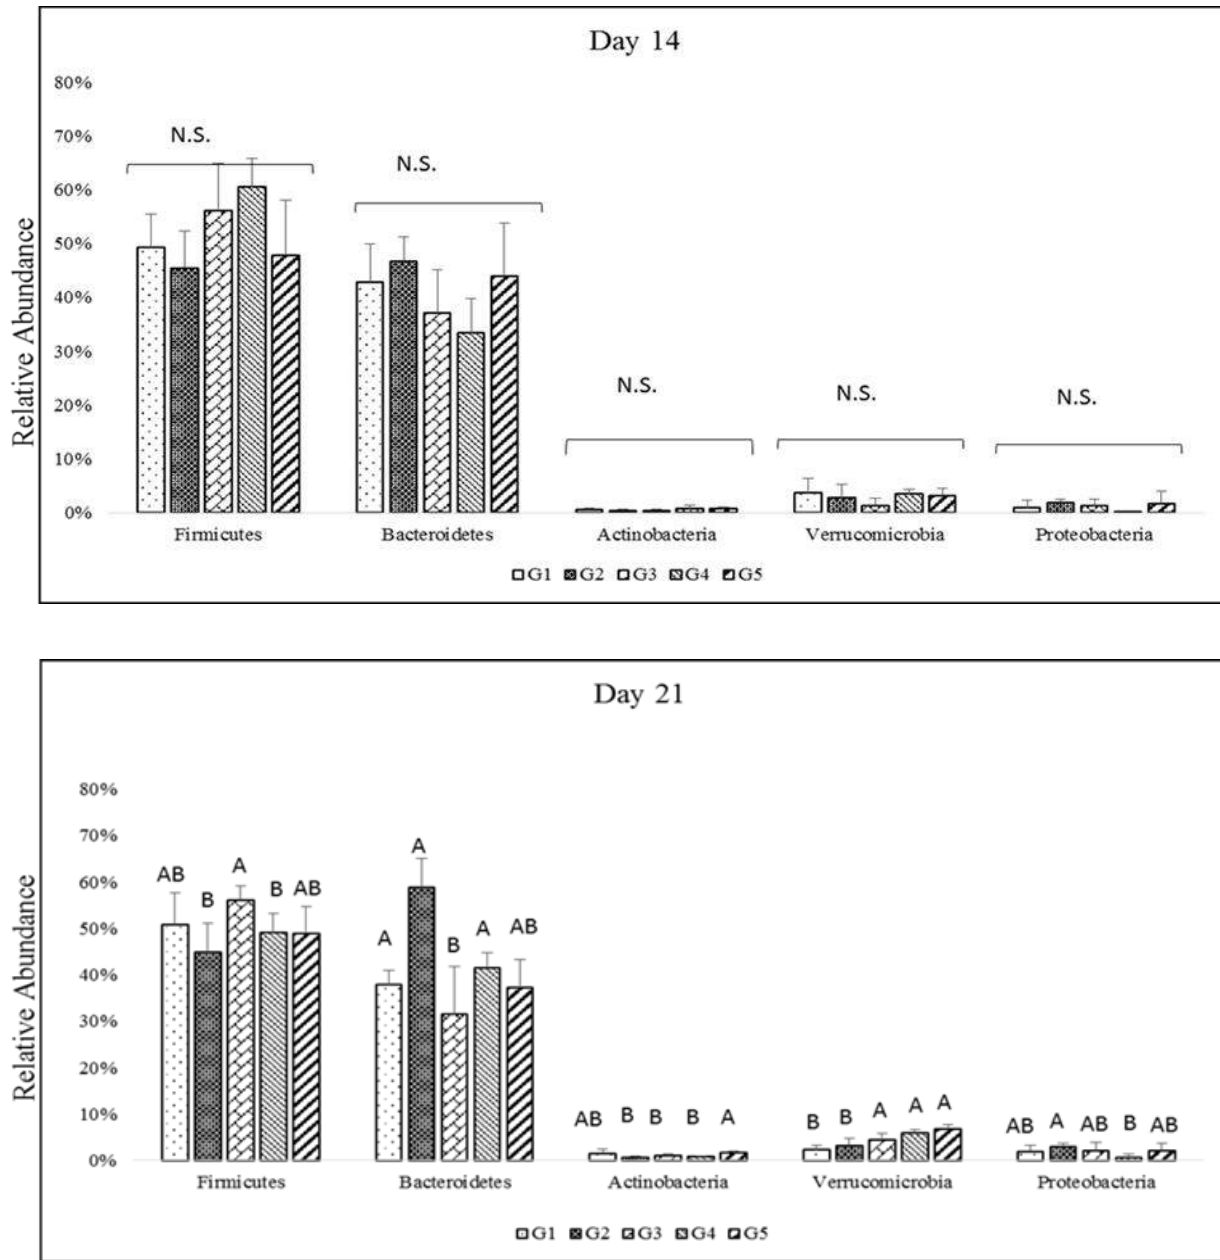 Day 14
80%
70%
60%
50%
40%
30%
20%
10%
0%
Relative Abundance
N.S.
N.S.
N.S.
N.S.
N.S.
Firmicutes Bacteroidetes Actinobacteria Verrucomicrobia Proteobacteria
G1 G2 G3 G4 G5
Day 21
80%
70%
60%
50%
40%
30%
20%
10%
0%
Relative Abundance
AB B A B AB
A A B A AB
AB B B B A
B B A A A
AB A AB B AB
Firmicutes Bacteroidetes Actinobacteria Verrucomicrobia Proteobacteria
G1 G2 G3 G4 G5